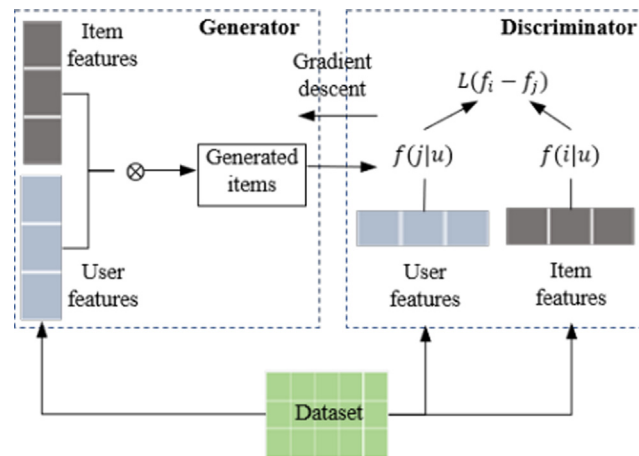 Generator
Item
features
Generated
items
User
features
Gradient
descent
Discriminator
L(f_i − f_j)
f(j|u)
f(i|u)
User
features
Item
features
Dataset